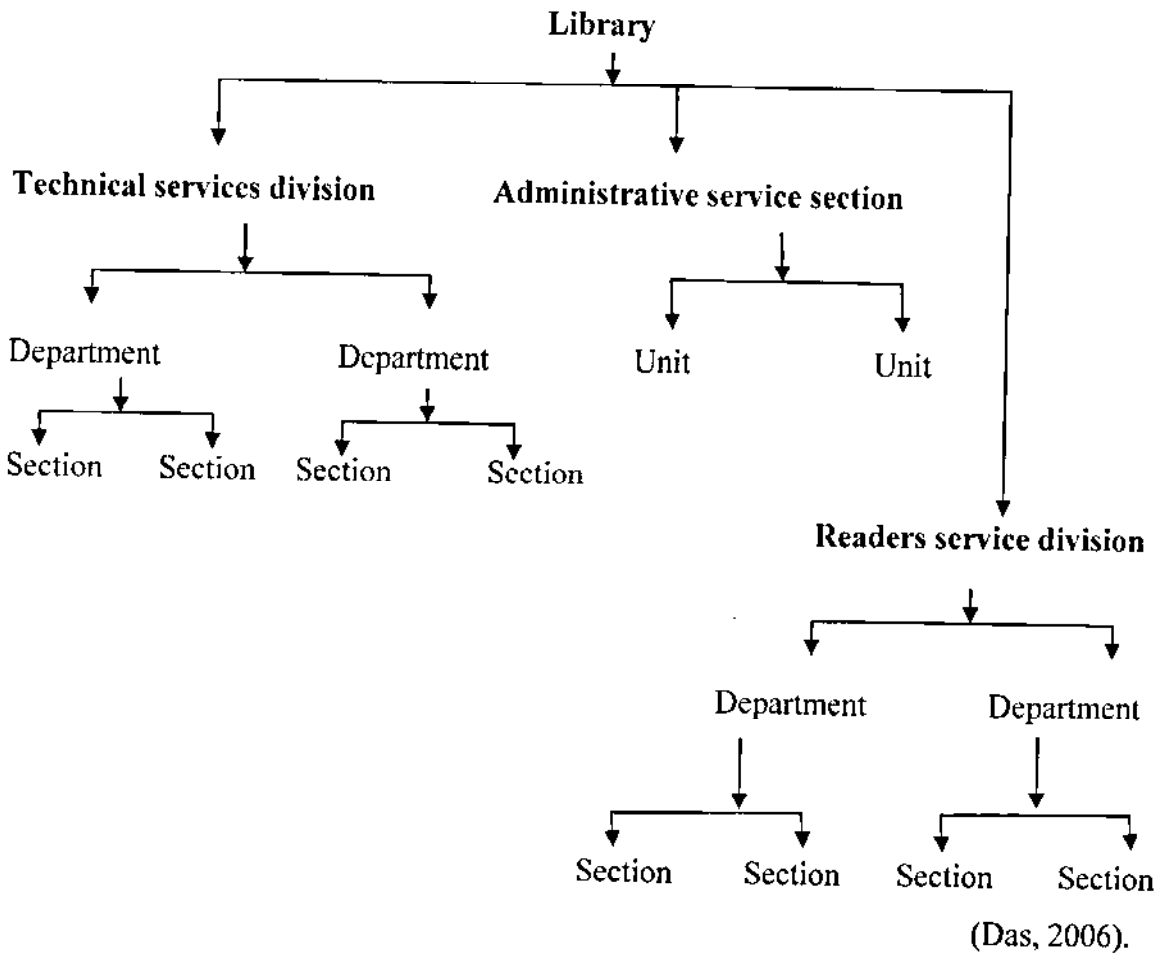 Library
Technical services division
Administrative service section
Department Department Unit Unit
Section Section Section Section
Readers service division
Department Department
Section Section Section Section
(Das, 2006).